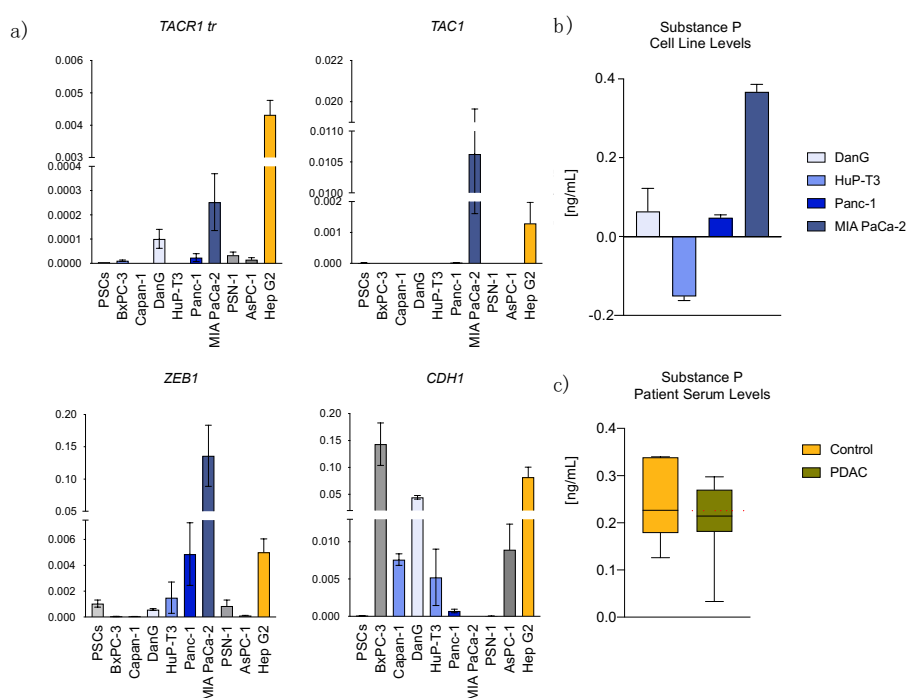 a)
TACR1 tr
0.006
0.005
0.004
0.003
0.0004
0.0003
0.0002
0.0001
0.0000
PSCs
BxPC-3
Capan-1
DanG
HuP-T3
Panc-1
MIA PaCa-2
PSN-1
AsPC-1
Hep G2
TAC1
0.022
0.020
0.0110
0.0105
0.0100
0.002
0.001
0.000
PSCs
BxPC-3
Capan-1
DanG
HuP-T3
Panc-1
MIA PaCa-2
PSN-1
AsPC-1
Hep G2
b)
Substance P
Cell Line Levels
[ng/mL]
0.4
0.2
0.0
-0.2
DanG
HuP-T3
Panc-1
MIA PaCa-2
ZEB1
0.20
0.15
0.10
0.05
0.006
0.004
0.002
0.000
PSCs
BxPC-3
Capan-1
DanG
HuP-T3
Panc-1
MIA PaCa-2
PSN-1
AsPC-1
Hep G2
CDH1
0.20
0.15
0.10
0.05
0.010
0.005
0.000
PSCs
BxPC-3
Capan-1
DanG
HuP-T3
Panc-1
MIA PaCa-2
PSN-1
AsPC-1
Hep G2
c)
Substance P
Patient Serum Levels
[ng/mL]
0.4
0.3
0.2
0.1
0.0
Control
PDAC